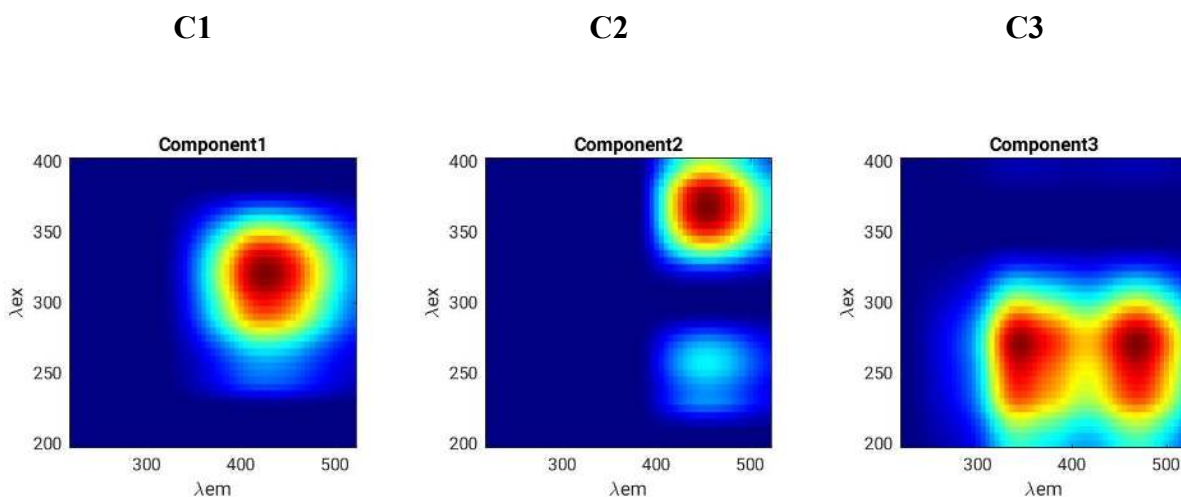 C1 C2 C3
Component1 Component2 Component3
400 400 400
350 350 350
λex λex λex
300 300 300
250 250 250
200 200 200
300 400 500 300 400 500 300 400 500
λem λem λem